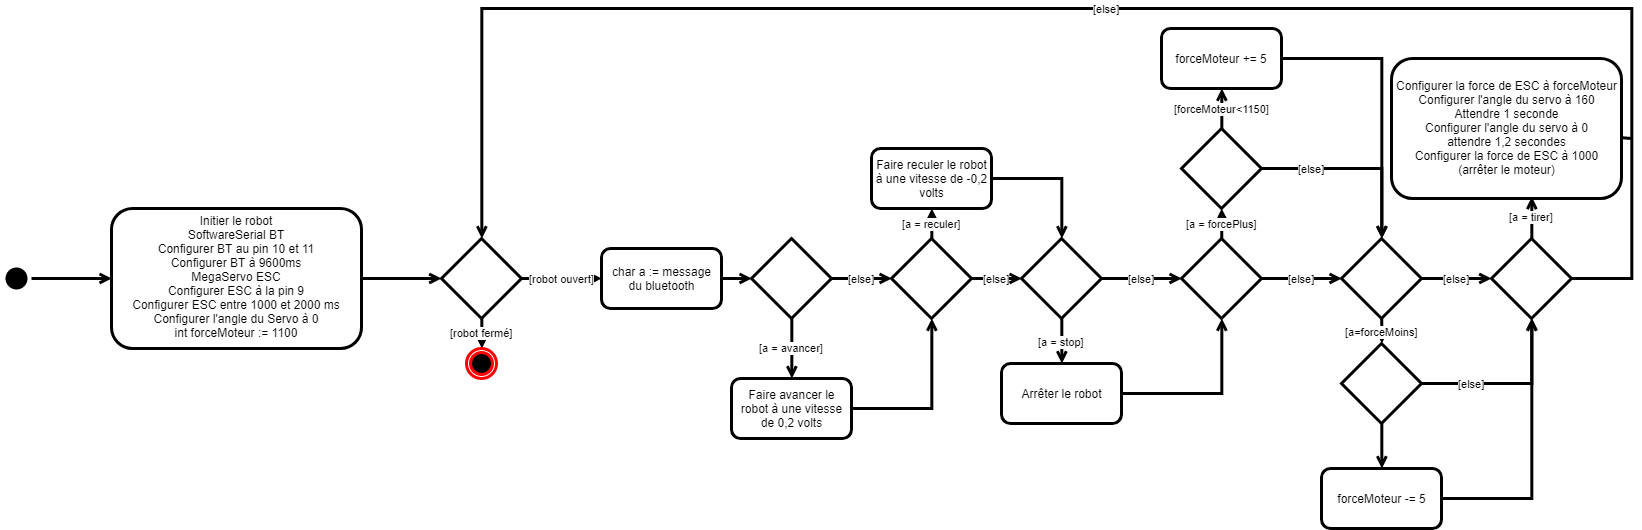 [else]
Initier le robot
SoftwareSerial BT
Configurer BT au pin 10 et 11
Configurer BT à 9600ms
MegaServo ESC
Configurer ESC à la pin 9
Configurer ESC entre 1000 et 2000 ms
Configurer l'angle du Servo à 0
int forceMoteur := 1100
[robot ouvert]
[robot fermé]
char a := message
du bluetooth
[else]
[a = avancer]
Faire avancer le
robot à une vitesse
de 0,2 volts
Faire reculer le robot
à une vitesse de -0,2
volts
[a = reculer]
[else]
[else]
[a = stop]
Arrêter le robot
forceMoteur += 5
[forceMoteur<1150]
[else]
[a = forcePlus]
[else]
[else]
[a=forceMoins]
[else]
forceMoteur -= 5
Configurer la force de ESC à forceMoteur
Configurer l'angle du servo à 160
Attendre 1 seconde
Configurer l'angle du servo à 0
attendre 1,2 secondes
Configurer la force de ESC à 1000
(arrêter le moteur)
[a = tirer]